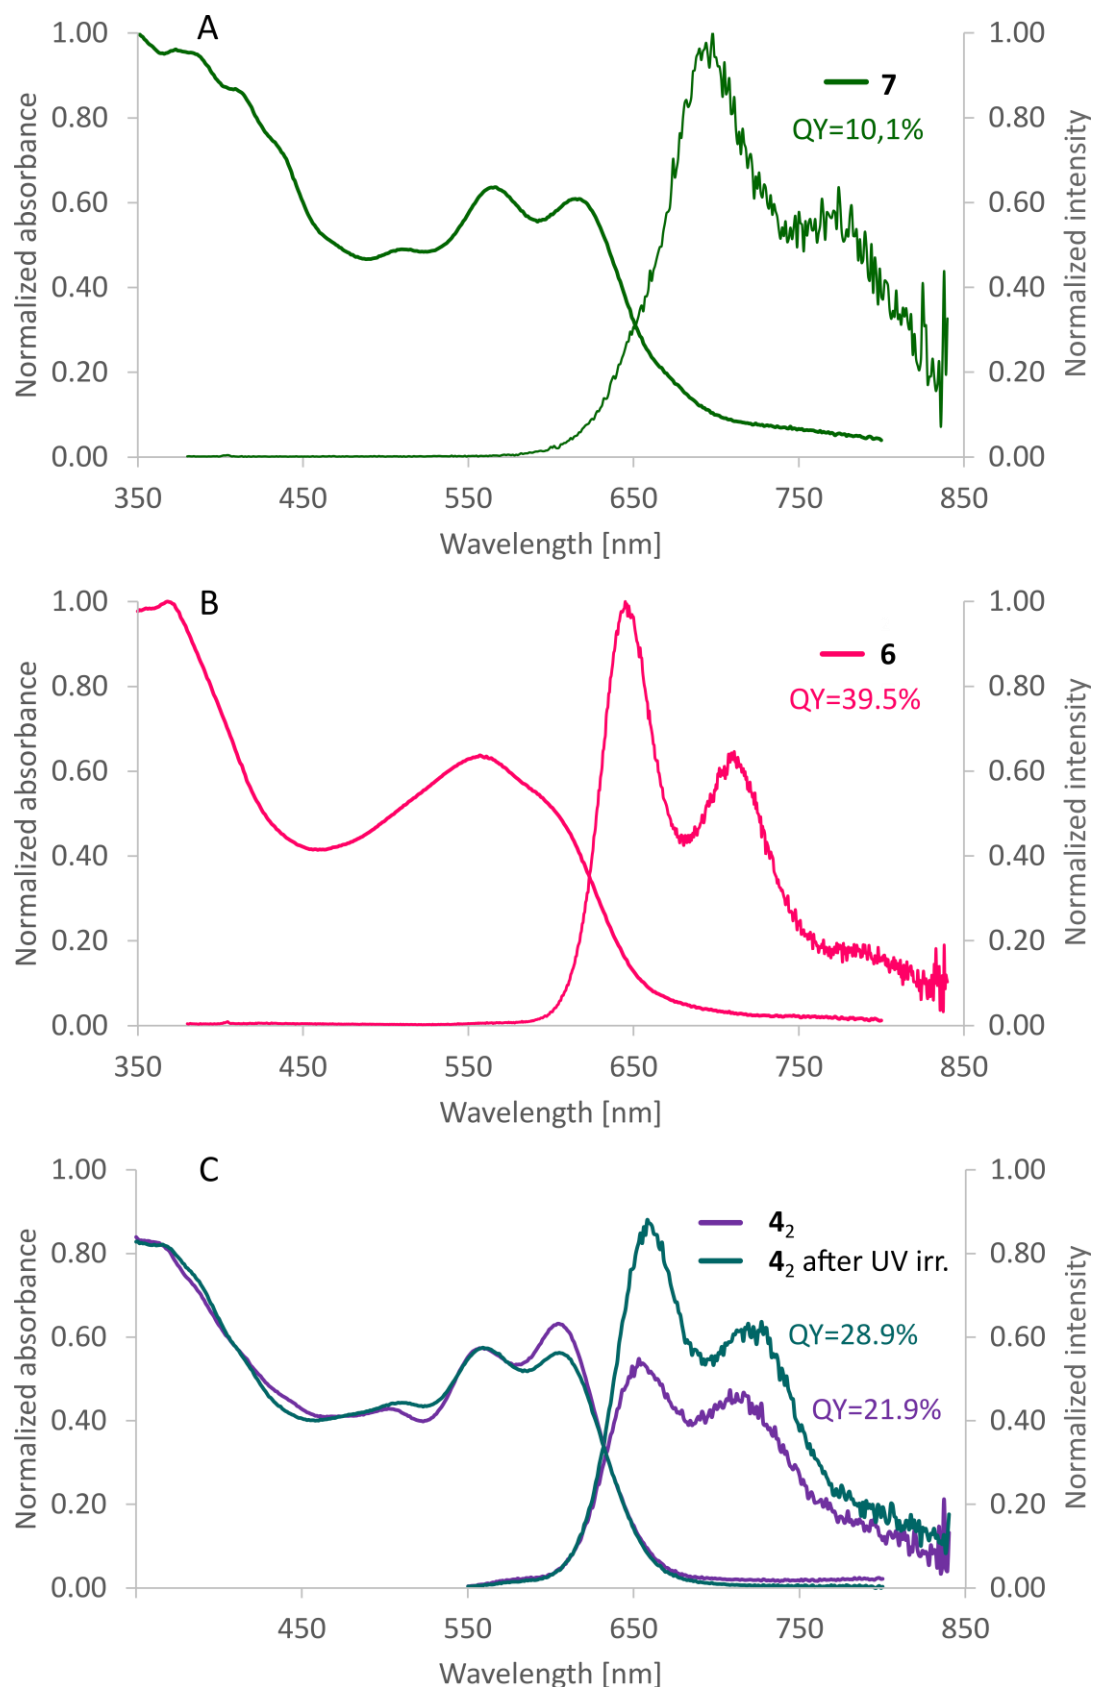 A
1.00
0.80
0.60
0.40
0.20
0.00
Normalized absorbance
1.00
0.80
0.60
0.40
0.20
0.00
Normalized intensity
7
QY=10,1%
350 450 550 650 750 850
Wavelength [nm]
B
1.00
0.80
0.60
0.40
0.20
0.00
Normalized absorbance
1.00
0.80
0.60
0.40
0.20
0.00
Normalized intensity
6
QY=39.5%
350 450 550 650 750 850
Wavelength [nm]
C
1.00
0.80
0.60
0.40
0.20
0.00
Normalized absorbance
1.00
0.80
0.60
0.40
0.20
0.00
Normalized intensity
4₂
4₂ after UV irr.
QY=28.9%
QY=21.9%
450 550 650 750 850
Wavelength [nm]